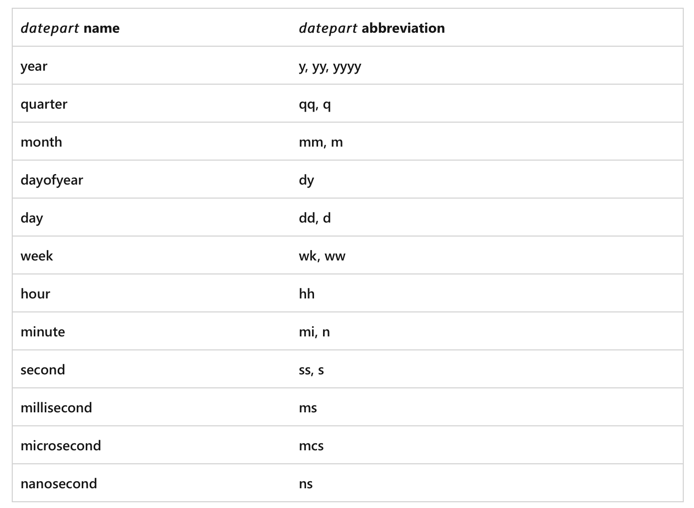 datepart name datepart abbreviation
year y, yy, yyyy
quarter qq, q
month mm, m
dayofyear dy
day dd, d
week wk, ww
hour hh
minute mi, n
second ss, s
millisecond ms
microsecond mcs
nanosecond ns